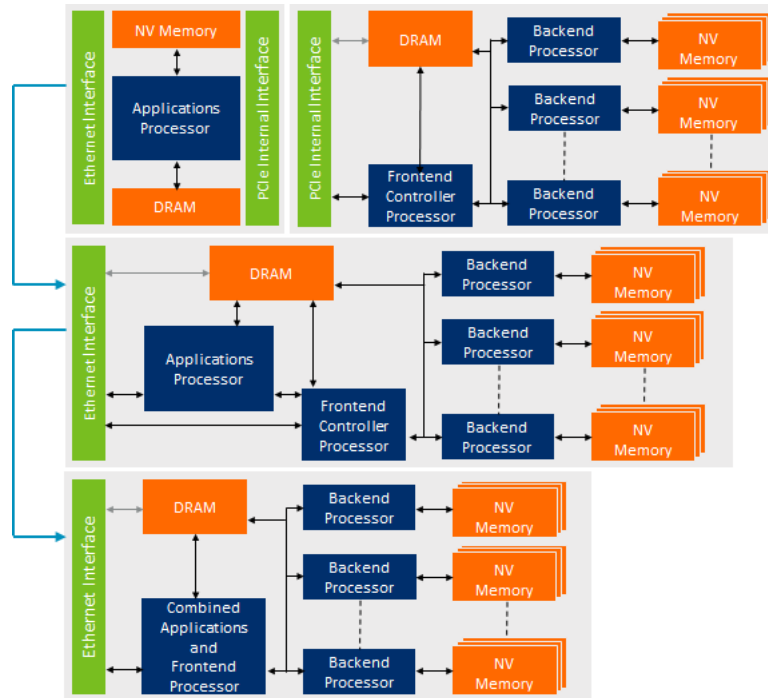 Ethernet Interface
NV Memory
Applications
Processor
DRAM
PCIe Internal Interface
PCIe Internal Interface
DRAM
Frontend
Controller
Processor
Backend
Processor
NV
Memory
Backend
Processor
NV
Memory
Backend
Processor
NV
Memory
Ethernet Interface
DRAM
Applications
Processor
Frontend
Controller
Processor
Backend
Processor
NV
Memory
Backend
Processor
NV
Memory
Backend
Processor
NV
Memory
Ethernet Interface
DRAM
Combined
Applications
and
Frontend
Processor
Backend
Processor
NV
Memory
Backend
Processor
NV
Memory
Backend
Processor
NV
Memory